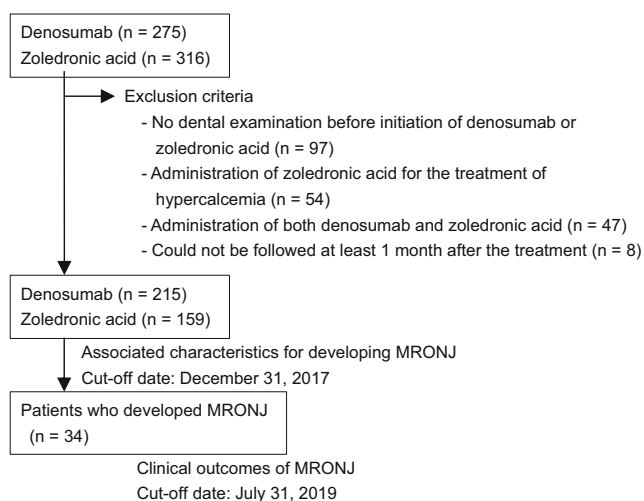 Denosumab (n = 275)
Zoledronic acid (n = 316)
Exclusion criteria
- No dental examination before initiation of denosumab or
zoledronic acid (n = 97)
- Administration of zoledronic acid for the treatment of
hypercalcemia (n = 54)
- Administration of both denosumab and zoledronic acid (n = 47)
- Could not be followed at least 1 month after the treatment (n = 8)
Denosumab (n = 215)
Zoledronic acid (n = 159)
Associated characteristics for developing MRONJ
Cut-off date: December 31, 2017
Patients who developed MRONJ
(n = 34)
Clinical outcomes of MRONJ
Cut-off date: July 31, 2019